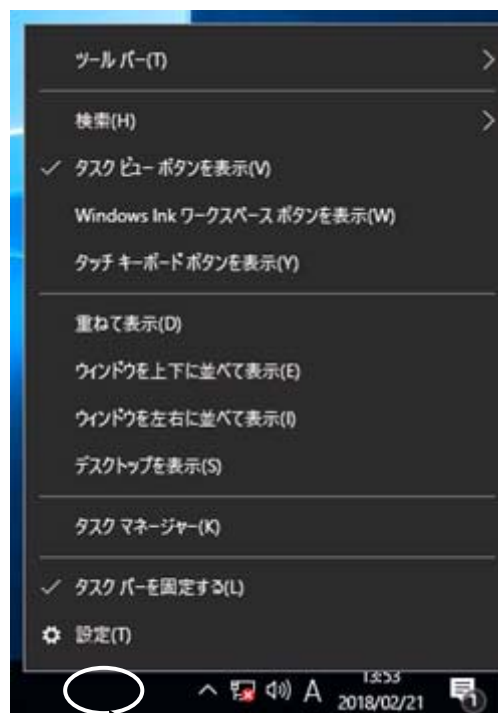 ツール バー(T)
検索(H)
タスク ビュー ボタンを表示(V)
Windows Ink ワークスペース ボタンを表示(W)
タッチ キーボード ボタンを表示(Y)
重ねて表示(D)
ウィンドウを上下に並べて表示(E)
ウィンドウを左右に並べて表示(I)
デスクトップを表示(S)
タスク マネージャー(K)
タスク バーを固定する(L)
設定(T)
A
13:53
2018/02/21
1